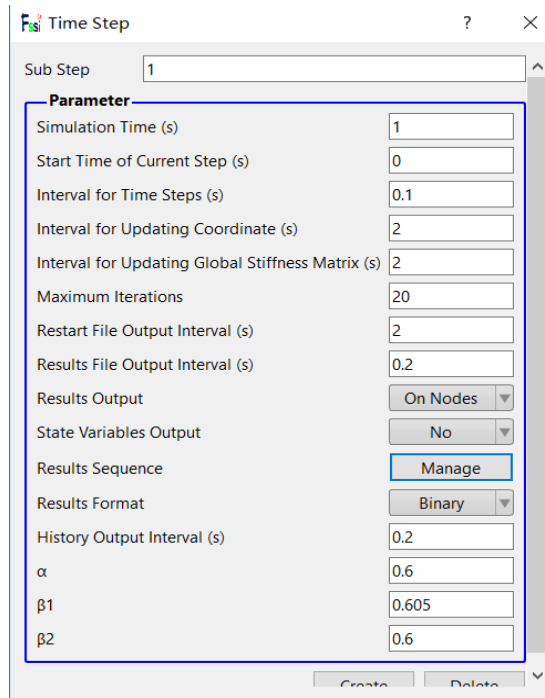 Fssi Time Step ?
Sub Step 1
Parameter
Simulation Time (s) 1
Start Time of Current Step (s) 0
Interval for Time Steps (s) 0.1
Interval for Updating Coordinate (s) 2
Interval for Updating Global Stiffness Matrix (s) 2
Maximum Iterations 20
Restart File Output Interval (s) 2
Results File Output Interval (s) 0.2
Results Output On Nodes
State Variables Output No
Results Sequence Manage
Results Format Binary
History Output Interval (s) 0.2
α 0.6
β1 0.605
β2 0.6
Create Delete